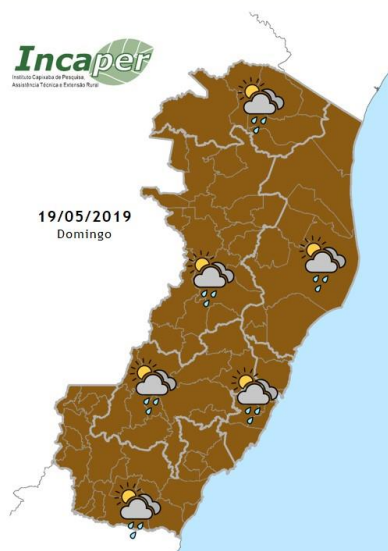 Incaper
Instituto Capixaba de Pesquisa,
Assistência Técnica e Extensão Rural
19/05/2019
Domingo